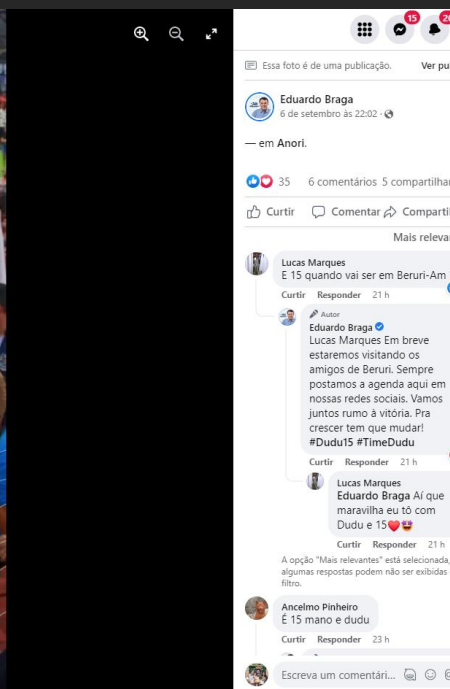 15
20
Essa foto é de uma publicação. Ver pu
Eduardo Braga
6 de setembro às 22:02 ·
— em Anori.
35 6 comentários 5 compartilha
Curtir Comentar Comparti
Mais releva
Lucas Marques
E 15 quando vai ser em Beruri-Am
Curtir Responder 21 h
Autor
Eduardo Braga
Lucas Marques Em breve
estaremos visitando os
amigos de Beruri. Sempre
postamos a agenda aqui em
nossas redes sociais. Vamos
juntos rumo à vitória. Pra
crescer tem que mudar!
#Dudu15 #TimeDudu
Curtir Responder 21 h
Lucas Marques
Eduardo Braga Aí que
maravilha eu tô com
Dudu e 15❤️🤩
Curtir Responder 21 h
A opção "Mais relevantes" está selecionada,
algumas respostas podem não ser exibidas
filtro.
Ancelmo Pinheiro
É 15 mano e dudu
Curtir Responder 23 h
Escreva um comentári...